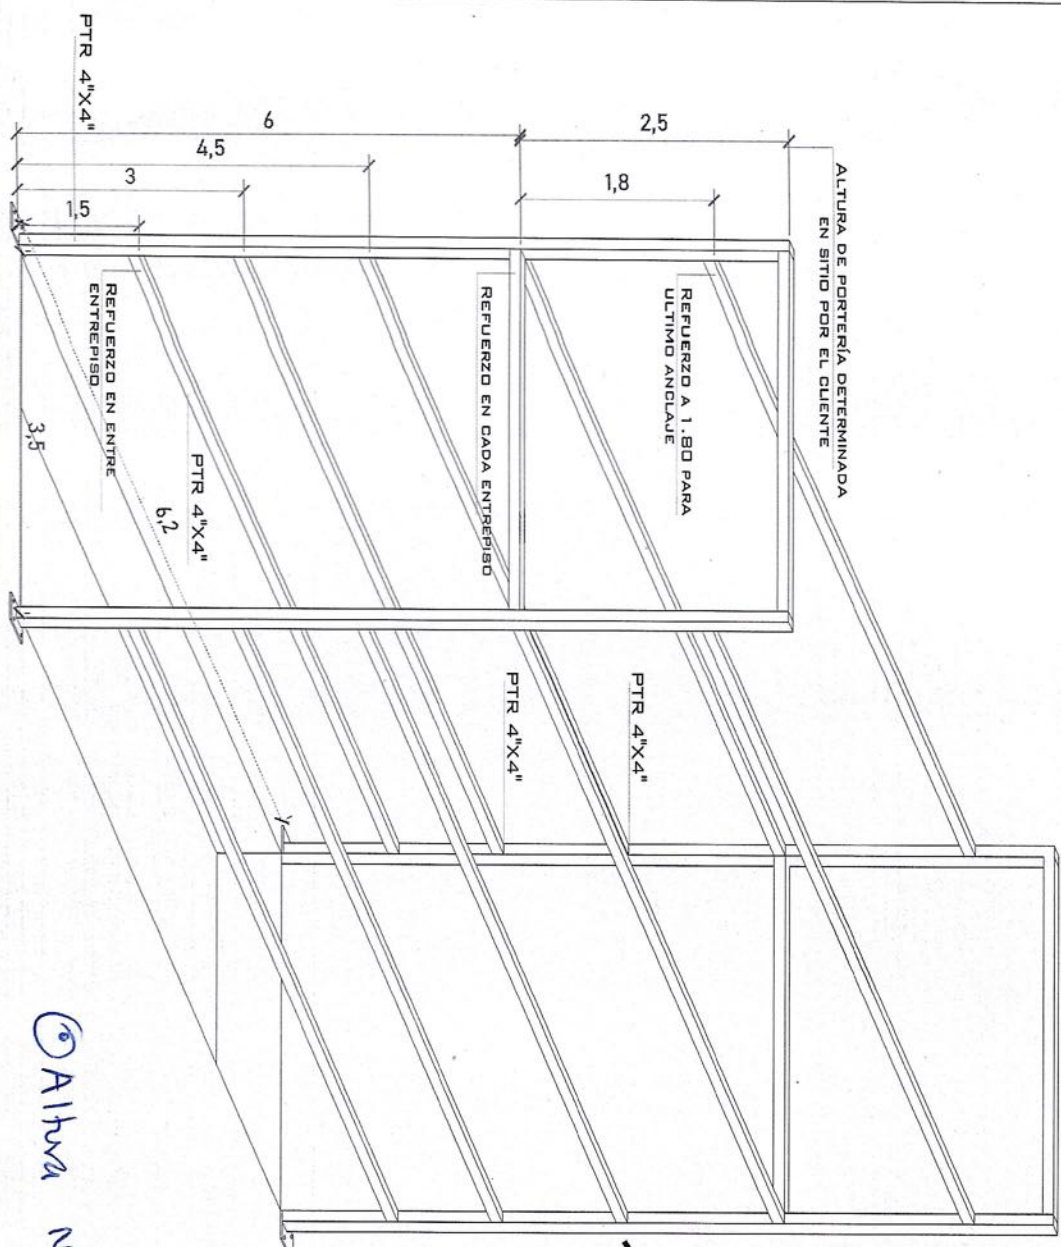 ALTURA DE PORTERÍA DETERMINADA
EN SITIO POR EL CLIENTE
2,5
1,8
6
4,5
3
1,5
PTR 4"X4"
REFUERZO A 1.80 PARA
ULTIMO ANCLAJE
REFUERZO EN CADA ENTREPISO
REFUERZO EN ENTRE
ENTREPISO
PTR 4"X4"
6,2
3,5
PTR 4"X4"
PTR 4"X4"
Altura